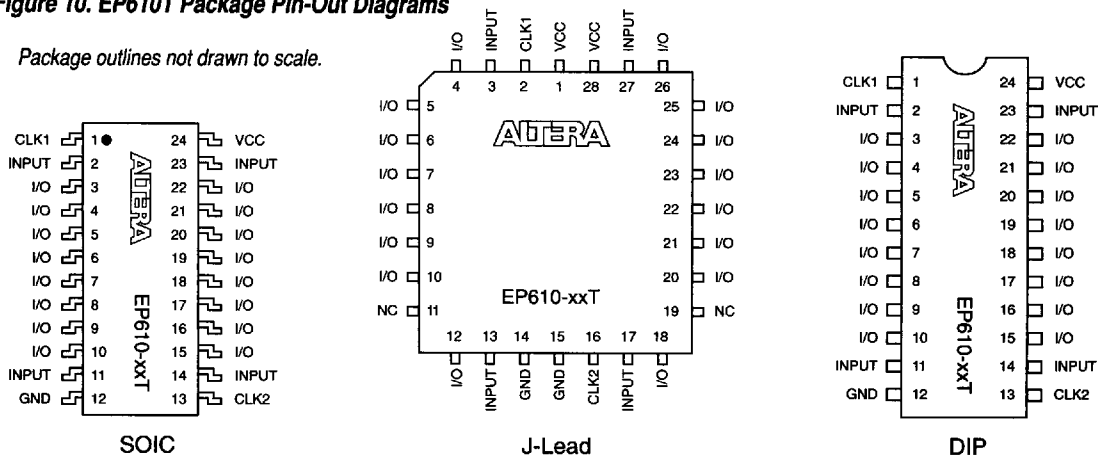 Figure 10. EP610T Package Pin-Out Diagrams
Package outlines not drawn to scale.
CLK1 1 24 VCC
INPUT 2 23 INPUT
I/O 3 22 I/O
I/O 4 21 I/O
I/O 5 20 I/O
I/O 6 19 I/O
I/O 7 18 I/O
I/O 8 17 I/O
I/O 9 16 I/O
I/O 10 15 I/O
INPUT 11 14 INPUT
GND 12 13 CLK2
ALTERA
EP610-xxT
SOIC
I/O INPUT CLK1 VCC VCC INPUT I/O
4 3 2 1 28 27 26
I/O 5 25 I/O
I/O 6 24 I/O
I/O 7 23 I/O
I/O 8 22 I/O
I/O 9 21 I/O
I/O 10 20 I/O
NC 11 19 NC
ALTERA
EP610-xxT
12 13 14 15 16 17 18
I/O INPUT GND GND CLK2 INPUT I/O
J-Lead
CLK1 1 24 VCC
INPUT 2 23 INPUT
I/O 3 22 I/O
I/O 4 21 I/O
I/O 5 20 I/O
I/O 6 19 I/O
I/O 7 18 I/O
I/O 8 17 I/O
I/O 9 16 I/O
I/O 10 15 I/O
INPUT 11 14 INPUT
GND 12 13 CLK2
ALTERA
EP610-xxT
DIP